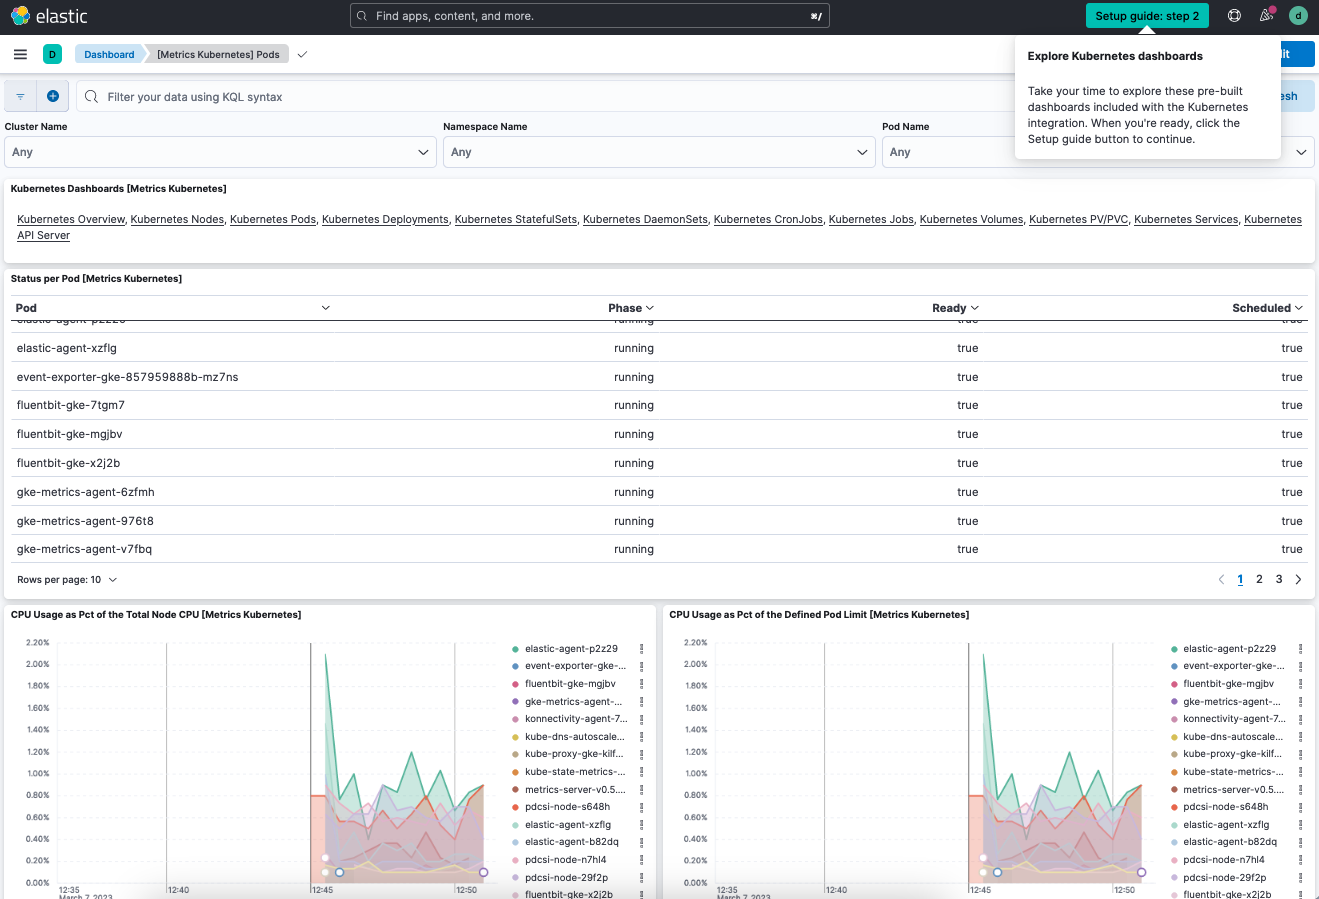 elastic
Find apps, content, and more.
⌘/
Setup guide: step 2
d
D
Dashboard
[Metrics Kubernetes] Pods
Explore Kubernetes dashboards
Take your time to explore these pre-built
dashboards included with the Kubernetes
integration. When you're ready, click the
Setup guide button to continue.
Filter your data using KQL syntax
Cluster Name
Namespace Name
Pod Name
Any
Any
Any
Kubernetes Dashboards [Metrics Kubernetes]
Kubernetes Overview, Kubernetes Nodes, Kubernetes Pods, Kubernetes Deployments, Kubernetes StatefulSets, Kubernetes DaemonSets, Kubernetes CronJobs, Kubernetes Jobs, Kubernetes Volumes, Kubernetes PV/PVC, Kubernetes Services, Kubernetes
API Server
Status per Pod [Metrics Kubernetes]
Pod Phase Ready Scheduled
elastic-agent-p2z29 running true true
elastic-agent-xzflg running true true
event-exporter-gke-857959888b-mz7ns running true true
fluentbit-gke-7tgm7 running true true
fluentbit-gke-mgjbv running true true
fluentbit-gke-x2j2b running true true
gke-metrics-agent-6zfmh running true true
gke-metrics-agent-976t8 running true true
gke-metrics-agent-v7fbq running true true
Rows per page: 10
1 2 3
CPU Usage as Pct of the Total Node CPU [Metrics Kubernetes]
2.20%
2.00%
1.80%
1.60%
1.40%
1.20%
1.00%
0.80%
0.60%
0.40%
0.20%
0.00%
12:35
12:40
12:45
12:50
March 7, 2023
elastic-agent-p2z29
event-exporter-gke-...
fluentbit-gke-mgjbv
gke-metrics-agent-...
konnectivity-agent-7...
kube-dns-autoscale...
kube-proxy-gke-kilf...
kube-state-metrics-...
metrics-server-v0.5....
pdcsi-node-s648h
elastic-agent-xzflg
elastic-agent-b82dq
pdcsi-node-n7hl4
pdcsi-node-29f2p
fluentbit-gke-x2j2b
CPU Usage as Pct of the Defined Pod Limit [Metrics Kubernetes]
2.20%
2.00%
1.80%
1.60%
1.40%
1.20%
1.00%
0.80%
0.60%
0.40%
0.20%
0.00%
12:35
12:40
12:45
12:50
March 7, 2023
elastic-agent-p2z29
event-exporter-gke-...
fluentbit-gke-mgjbv
gke-metrics-agent-...
konnectivity-agent-7...
kube-dns-autoscale...
kube-proxy-gke-kilf...
kube-state-metrics-...
metrics-server-v0.5....
pdcsi-node-s648h
elastic-agent-xzflg
elastic-agent-b82dq
pdcsi-node-n7hl4
pdcsi-node-29f2p
fluentbit-gke-x2j2b